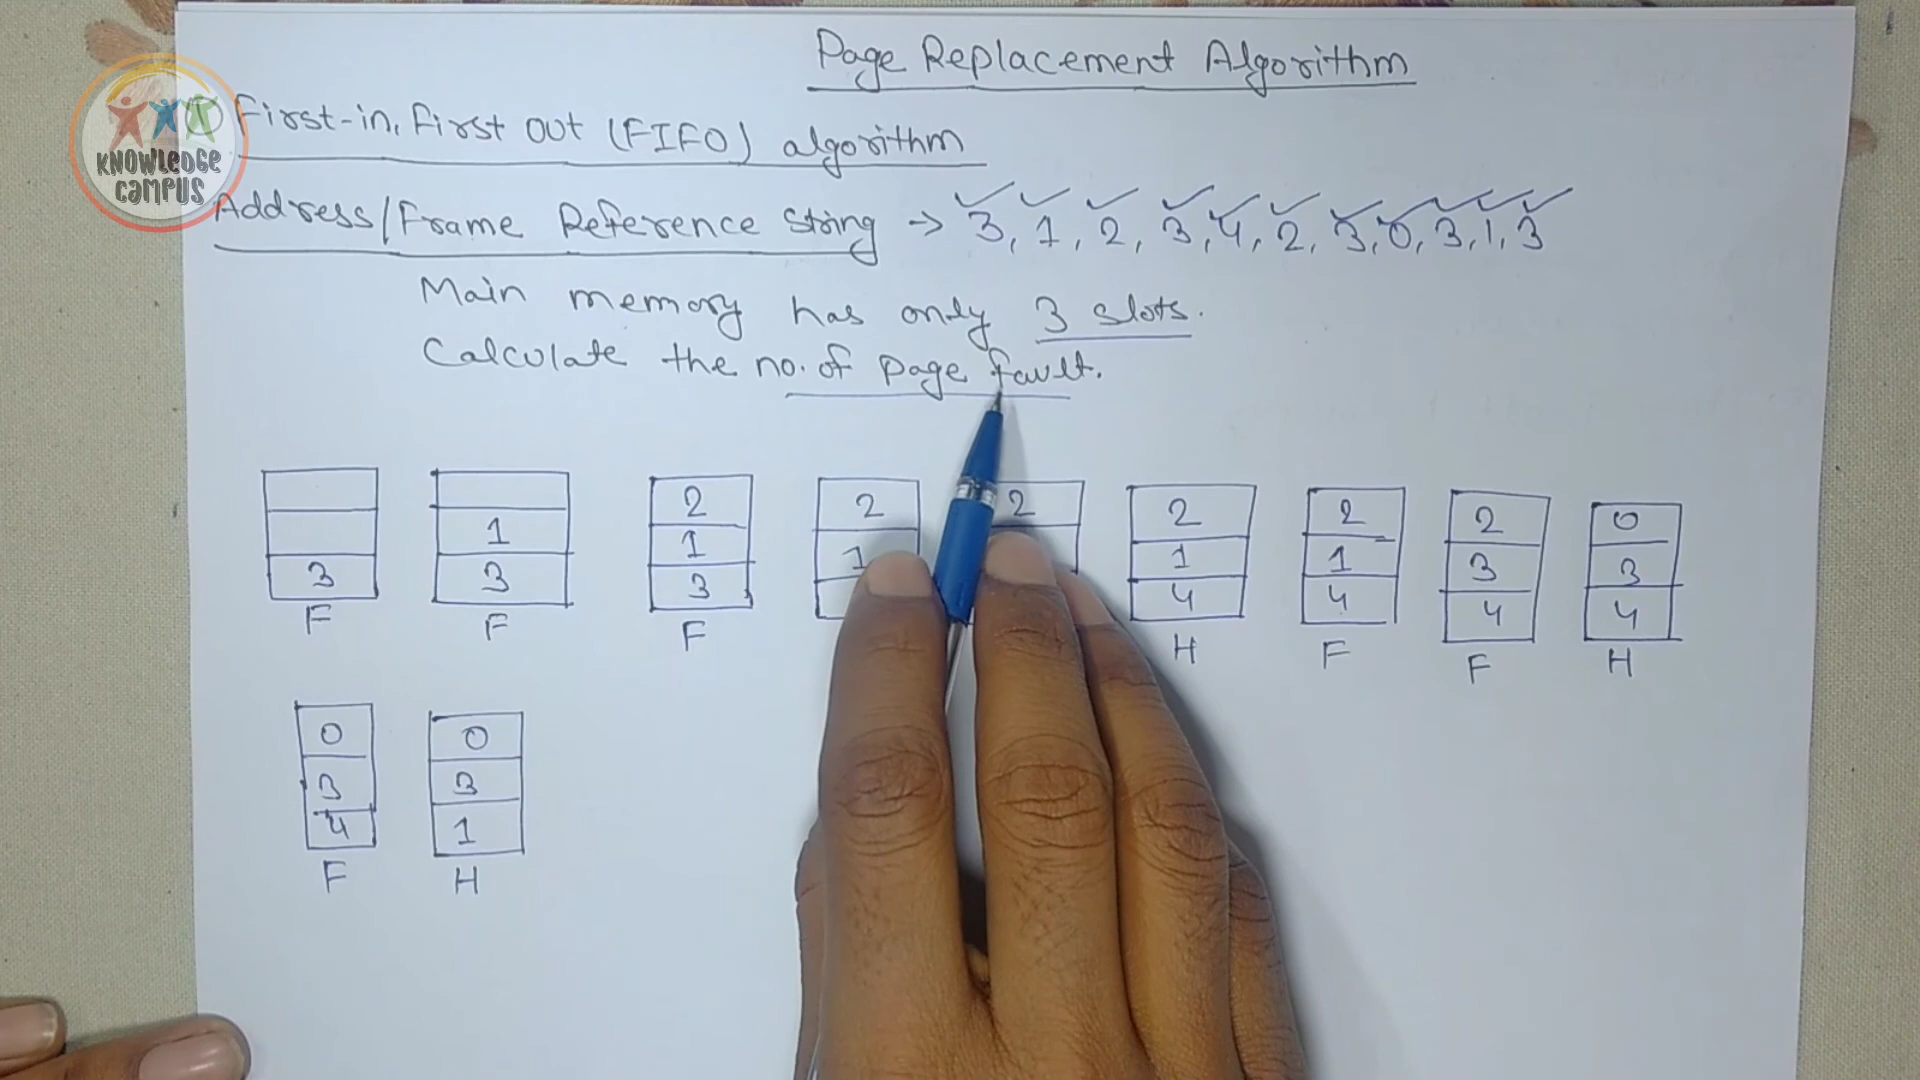 Page Replacement Algorithm
First-in, First out (FIFO) algorithm
KNOWLEDGE
CAMPUS
Address/Frame Reference String → 3, 1, 2, 3, 4, 2, 3, 0, 3, 1, 3
Main memory has only 3 slots.
Calculate the no. of page fault.
2 2 2 2 2 2 0
1 1 1 1 1 3 3
3 3 3 4 4 4 4
F F F H F F H
0 0
3 3
4 1
F H